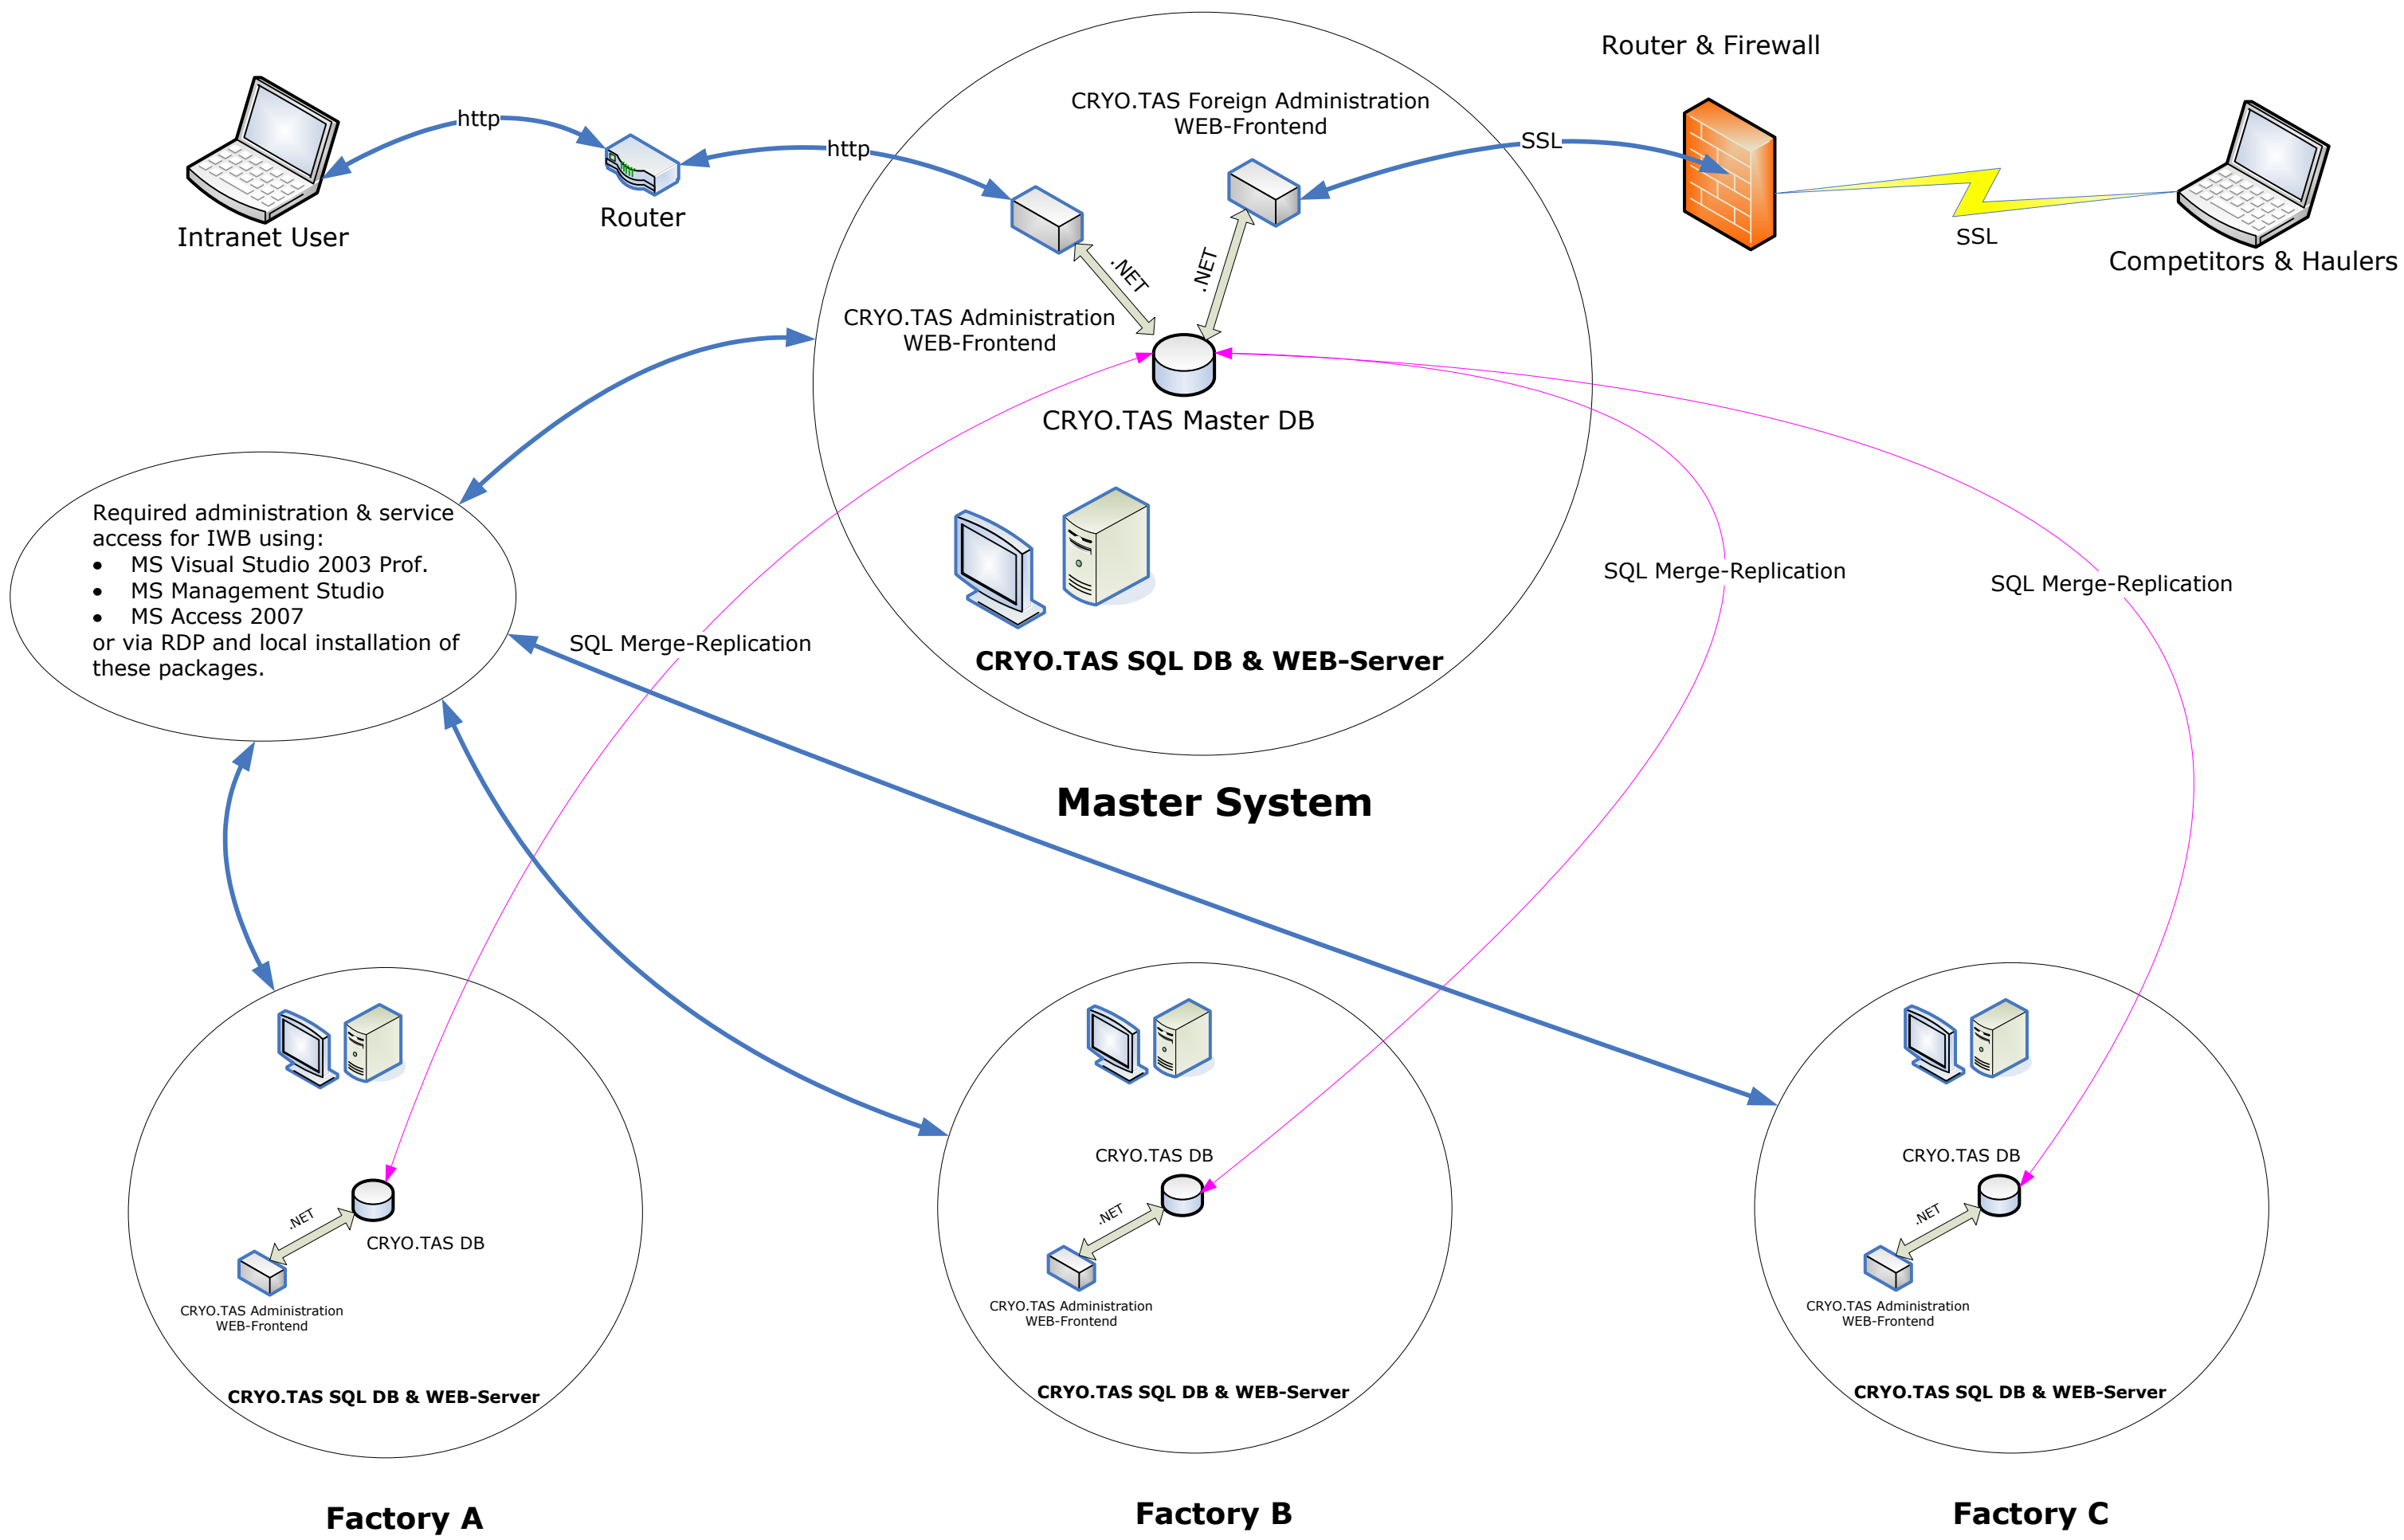 Router & Firewall
CRYO.TAS Foreign Administration
WEB-Frontend
http
http
SSL
Intranet User
Router
SSL
Competitors & Haulers
.NET
.NET
CRYO.TAS Administration
WEB-Frontend
CRYO.TAS Master DB
Required administration & service
access for IWB using:
• MS Visual Studio 2003 Prof.
• MS Management Studio
• MS Access 2007
or via RDP and local installation of
these packages.
SQL Merge-Replication
SQL Merge-Replication
SQL Merge-Replication
CRYO.TAS SQL DB & WEB-Server
Master System
.NET
CRYO.TAS DB
CRYO.TAS Administration
WEB-Frontend
CRYO.TAS SQL DB & WEB-Server
Factory A
CRYO.TAS DB
.NET
CRYO.TAS Administration
WEB-Frontend
CRYO.TAS SQL DB & WEB-Server
Factory B
CRYO.TAS DB
.NET
CRYO.TAS Administration
WEB-Frontend
CRYO.TAS SQL DB & WEB-Server
Factory C